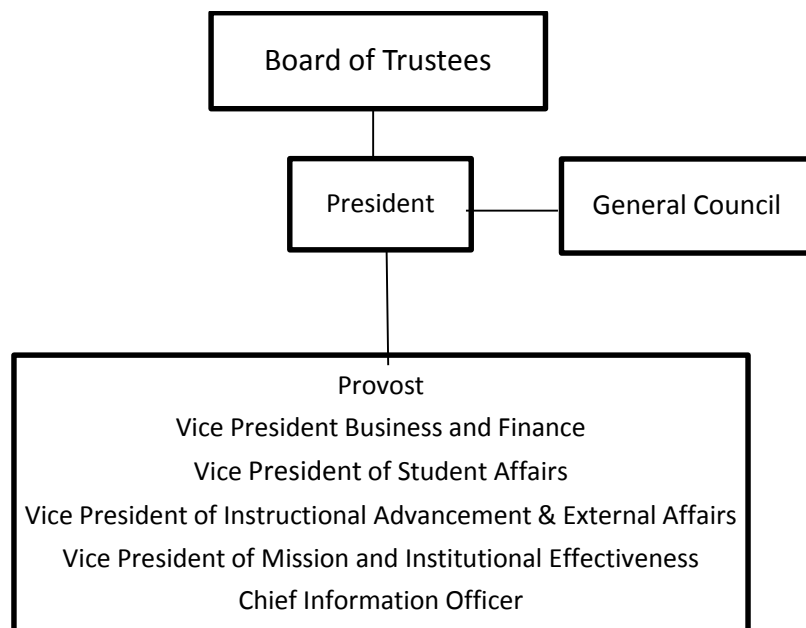 Board of Trustees
President
General Council
Provost
Vice President Business and Finance
Vice President of Student Affairs
Vice President of Instructional Advancement & External Affairs
Vice President of Mission and Institutional Effectiveness
Chief Information Officer